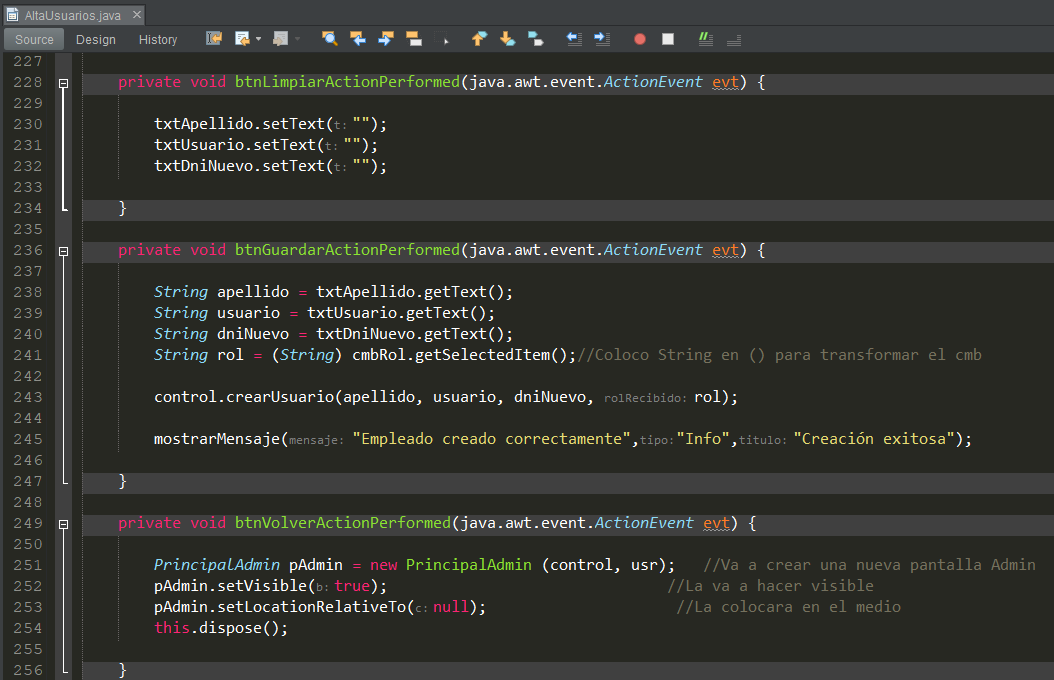 AltaUsuarios.java
Source Design History
227
228 private void btnLimpiarActionPerformed(java.awt.event.ActionEvent evt) {
229
230 txtApellido.setText(t: "");
231 txtUsuario.setText(t: "");
232 txtDniNuevo.setText(t: "");
233
234 }
235
236 private void btnGuardarActionPerformed(java.awt.event.ActionEvent evt) {
237
238 String apellido = txtApellido.getText();
239 String usuario = txtUsuario.getText();
240 String dniNuevo = txtDniNuevo.getText();
241 String rol = (String) cmbRol.getSelectedItem();//Coloco String en () para transformar el cmb
242
243 control.crearUsuario(apellido, usuario, dniNuevo, rolRecibido: rol);
244
245 mostrarMensaje(mensaje: "Empleado creado correctamente",tipo:"Info",titulo: "Creación exitosa");
246
247 }
248
249 private void btnVolverActionPerformed(java.awt.event.ActionEvent evt) {
250
251 PrincipalAdmin pAdmin = new PrincipalAdmin (control, usr); //Va a crear una nueva pantalla Admin
252 pAdmin.setVisible(b: true); //La va a hacer visible
253 pAdmin.setLocationRelativeTo(c: null); //La colocara en el medio
254 this.dispose();
255
256 }